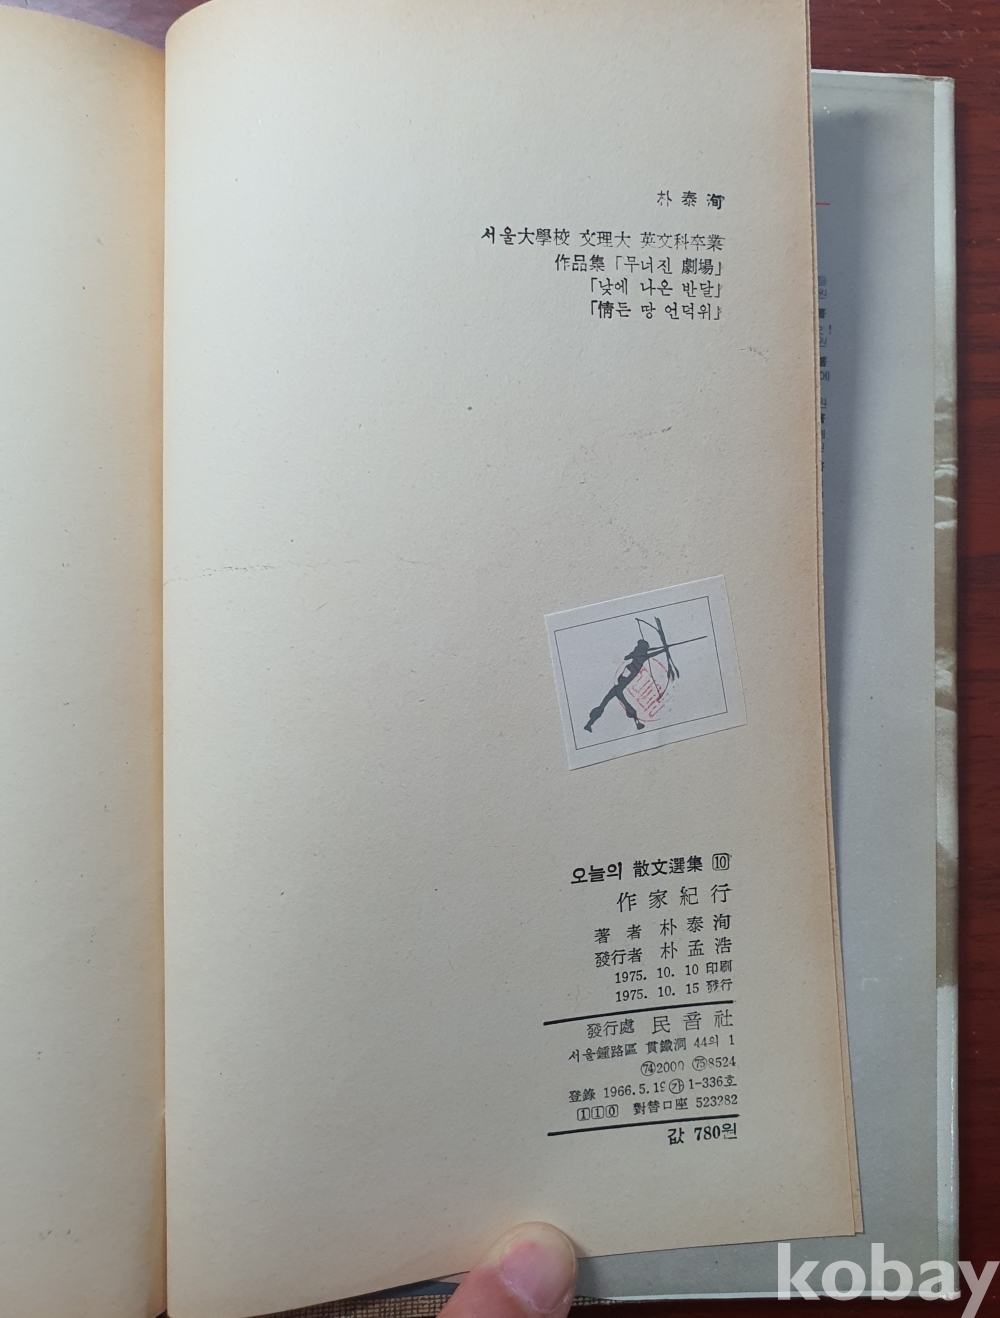 朴泰洵
서울大學校 文理大 英文科卒業
作品集「무너진 劇場」
「낮에 나온 반달」
「情든 땅 언덕위」
오늘의 散文選集 10
作家紀行
著者 朴泰洵
發行者 朴孟浩
1975. 10. 10 印刷
1975. 10. 15 發行
發行處 民音社
서울鍾路區 貫鐵洞 44의 1
74 2000 75 8524
登錄 1966.5.19 가 1-336호
110 對替口座 523282
값 780원
kobay